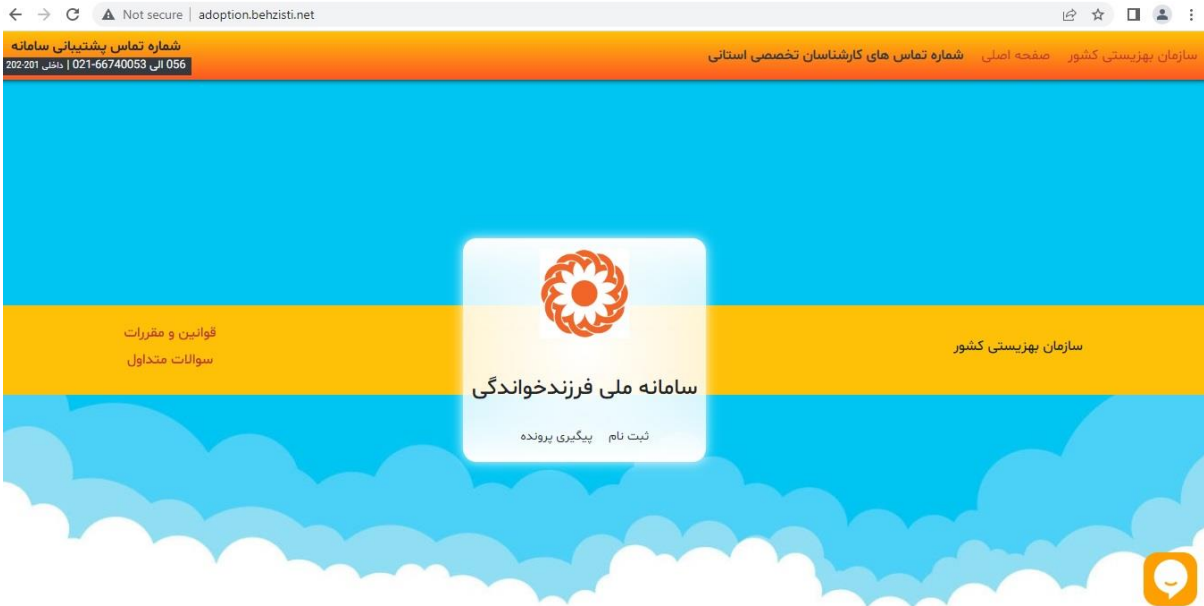 Not secure | adoption.behzisti.net
سازمان بهزیستی کشور صفحه اصلی شماره تماس های کارشناسان تخصصی استانی
شماره تماس پشتیبانی سامانه
021-66740053 الی 056 | داخلی 201-202
سازمان بهزیستی کشور
سامانه ملی فرزندخواندگی
ثبت نام پیگیری پرونده
قوانین و مقررات
سوالات متداول